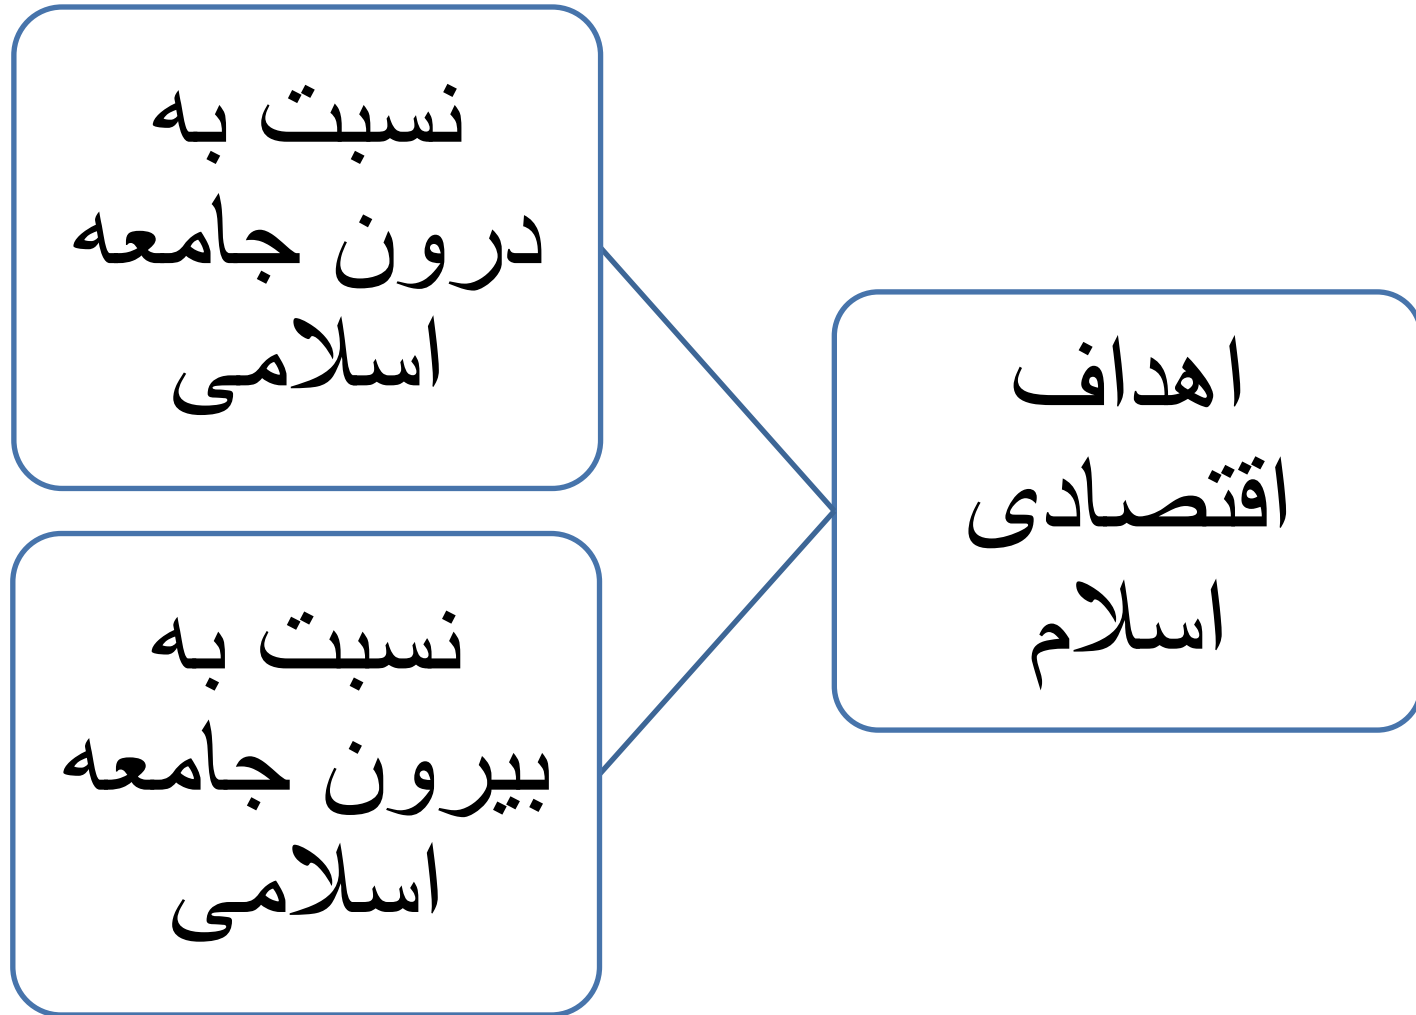 اهداف
اقتصادی
اسلام
نسبت به
درون جامعه
اسلامی
نسبت به
بیرون جامعه
اسلامی